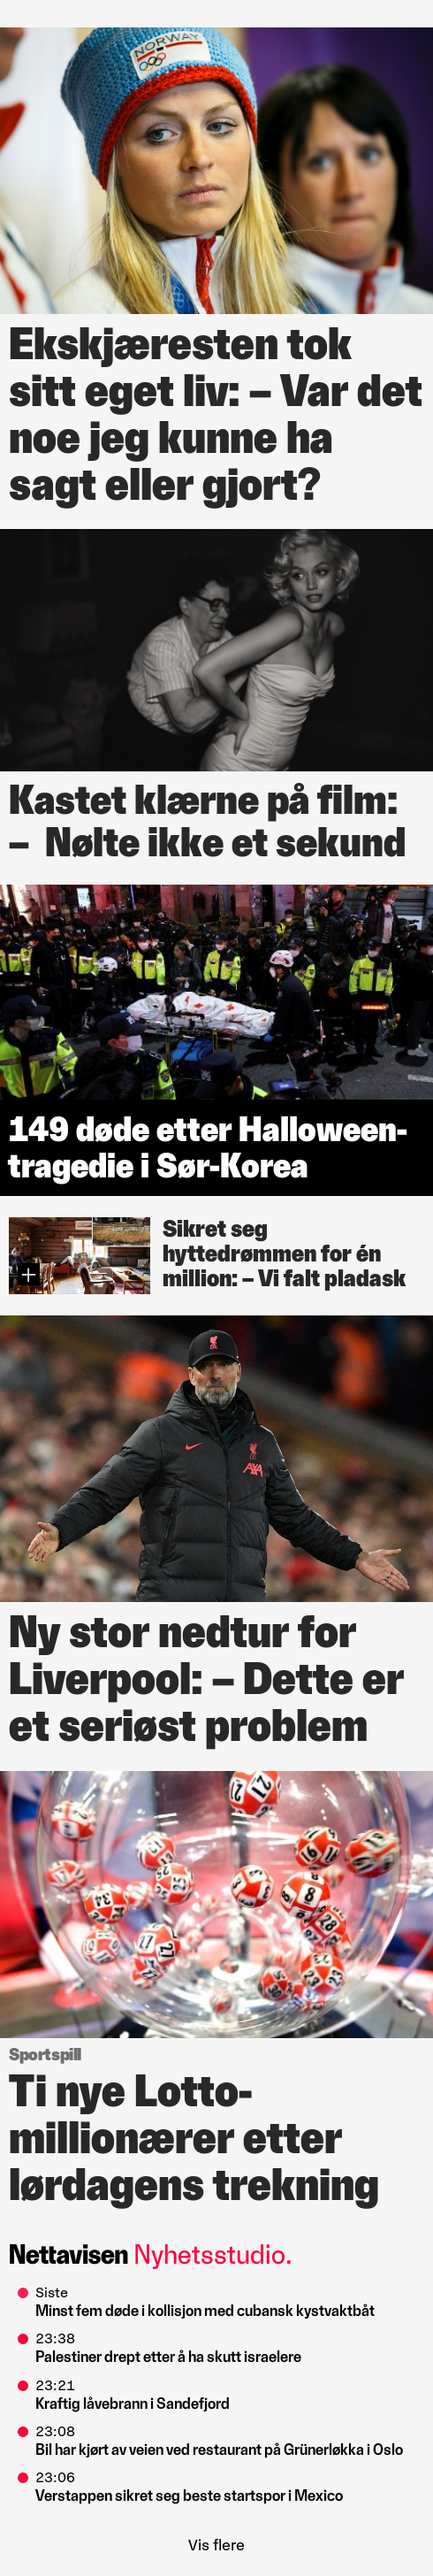 NORWAY
Ekskjæresten tok
sitt eget liv: – Var det
noe jeg kunne ha
sagt eller gjort?
Kastet klærne på film:
– Nølte ikke et sekund
149 døde etter Halloween-
tragedie i Sør-Korea
Sikret seg
hyttedrømmen for én
million: – Vi falt pladask
AXA
Ny stor nedtur for
Liverpool: – Dette er
et seriøst problem
21
8
Sportspill
Ti nye Lotto-
millionærer etter
lørdagens trekning
Nettavisen Nyhetsstudio.
Siste
Minst fem døde i kollisjon med cubansk kystvaktbåt
23:38
Palestiner drept etter å ha skutt israelere
23:21
Kraftig låvebrann i Sandefjord
23:08
Bil har kjørt av veien ved restaurant på Grünerløkka i Oslo
23:06
Verstappen sikret seg beste startspor i Mexico
Vis flere